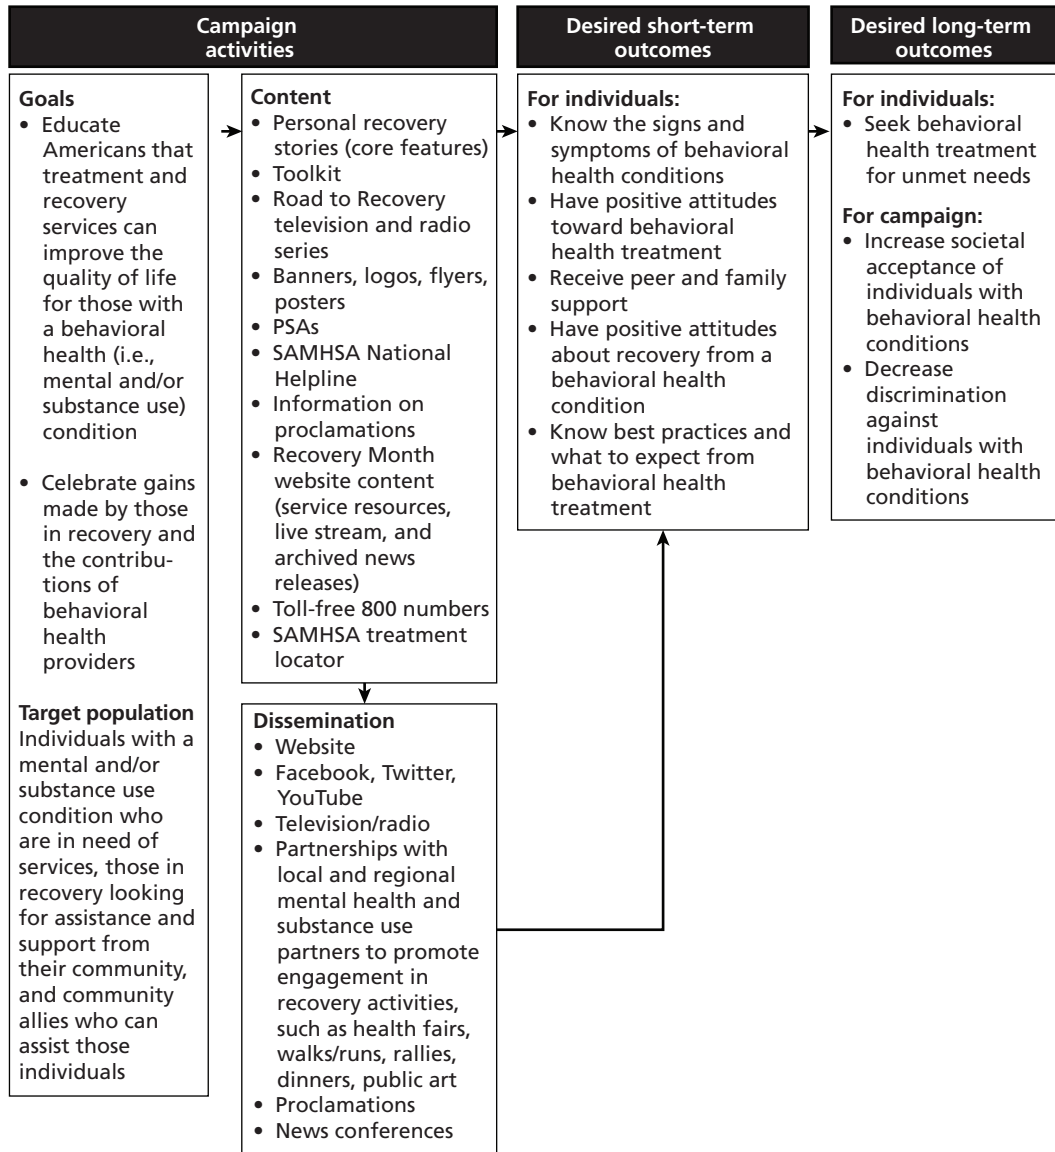 Campaign
activities
Desired short-term
outcomes
Desired long-term
outcomes
Goals
• Educate
Americans that
treatment and
recovery
services can
improve the
quality of life
for those with
a behavioral
health (i.e.,
mental and/or
substance use)
condition
• Celebrate gains
made by those
in recovery and
the contribu-
tions of
behavioral
health
providers
Target population
Individuals with a
mental and/or
substance use
condition who
are in need of
services, those in
recovery looking
for assistance and
support from
their community,
and community
allies who can
assist those
individuals
Content
• Personal recovery
stories (core features)
• Toolkit
• Road to Recovery
television and radio
series
• Banners, logos, flyers,
posters
• PSAs
• SAMHSA National
Helpline
• Information on
proclamations
• Recovery Month
website content
(service resources,
live stream, and
archived news
releases)
• Toll-free 800 numbers
• SAMHSA treatment
locator
Dissemination
• Website
• Facebook, Twitter,
YouTube
• Television/radio
• Partnerships with
local and regional
mental health and
substance use
partners to promote
engagement in
recovery activities,
such as health fairs,
walks/runs, rallies,
dinners, public art
• Proclamations
• News conferences
For individuals:
• Know the signs and
symptoms of behavioral
health conditions
• Have positive attitudes
toward behavioral
health treatment
• Receive peer and family
support
• Have positive attitudes
about recovery from a
behavioral health
condition
• Know best practices and
what to expect from
behavioral health
treatment
For individuals:
• Seek behavioral
health treatment
for unmet needs
For campaign:
• Increase societal
acceptance of
individuals with
behavioral health
conditions
• Decrease
discrimination
against
individuals with
behavioral health
conditions